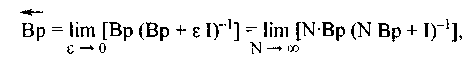 B̅p̅ = lim [Bp (Bp + ε I)⁻¹] = lim [N·Bp (N Bp + I)⁻¹],
ε → 0 N → ∞